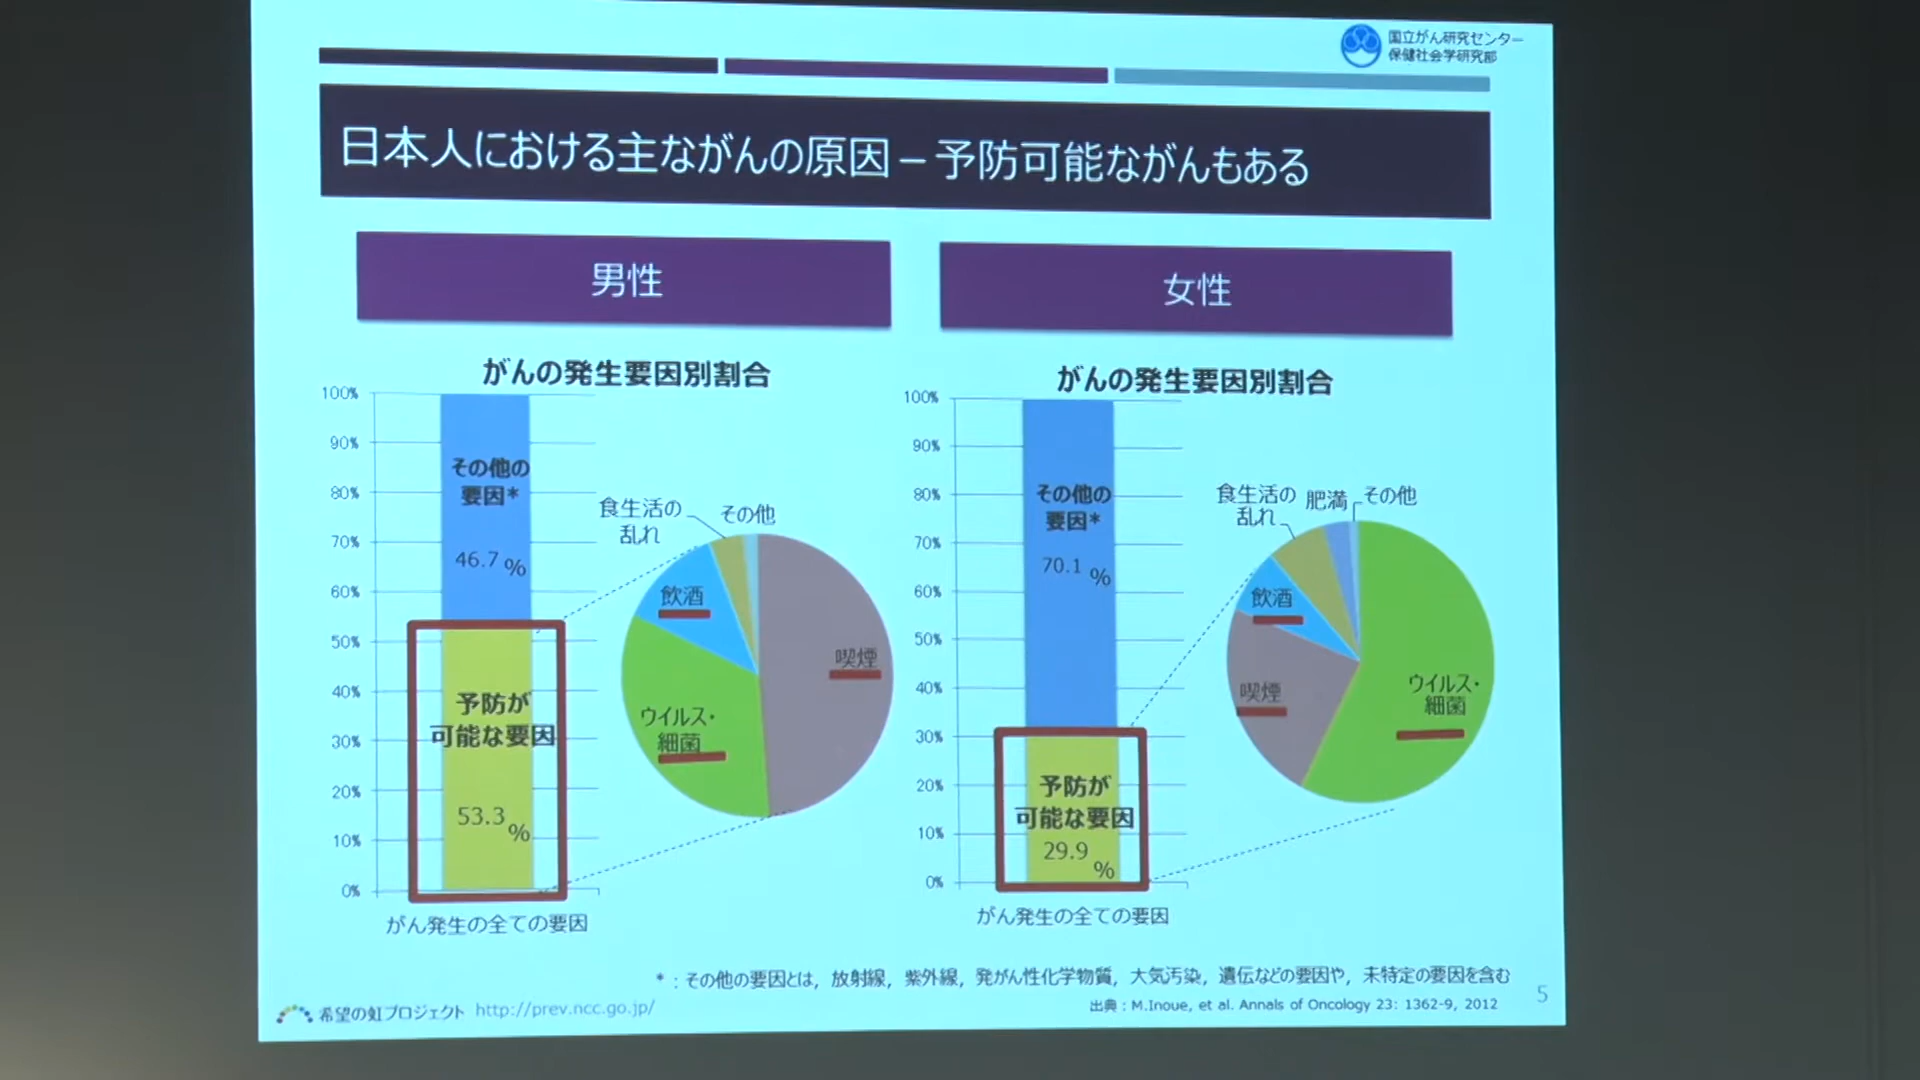 国立がん研究センター
保健社会学研究部
日本人における主ながんの原因 – 予防可能ながんもある
男性
がんの発生要因別割合
100%
90%
80%
70%
60%
50%
40%
30%
20%
10%
0%
その他の
要因*
46.7 %
予防が
可能な要因
53.3 %
がん発生の全ての要因
食生活の
乱れ
その他
飲酒
喫煙
ウイルス・
細菌
女性
がんの発生要因別割合
100%
90%
80%
70%
60%
50%
40%
30%
20%
10%
0%
その他の
要因*
70.1 %
予防が
可能な要因
29.9 %
がん発生の全ての要因
食生活の
乱れ
肥満
その他
飲酒
喫煙
ウイルス・
細菌
*:その他の要因とは,放射線,紫外線,発がん性化学物質,大気汚染,遺伝などの要因や,未特定の要因を含む
希望の虹プロジェクト http://prev.ncc.go.jp/
出典:M.Inoue, et al. Annals of Oncology 23: 1362-9, 2012
5